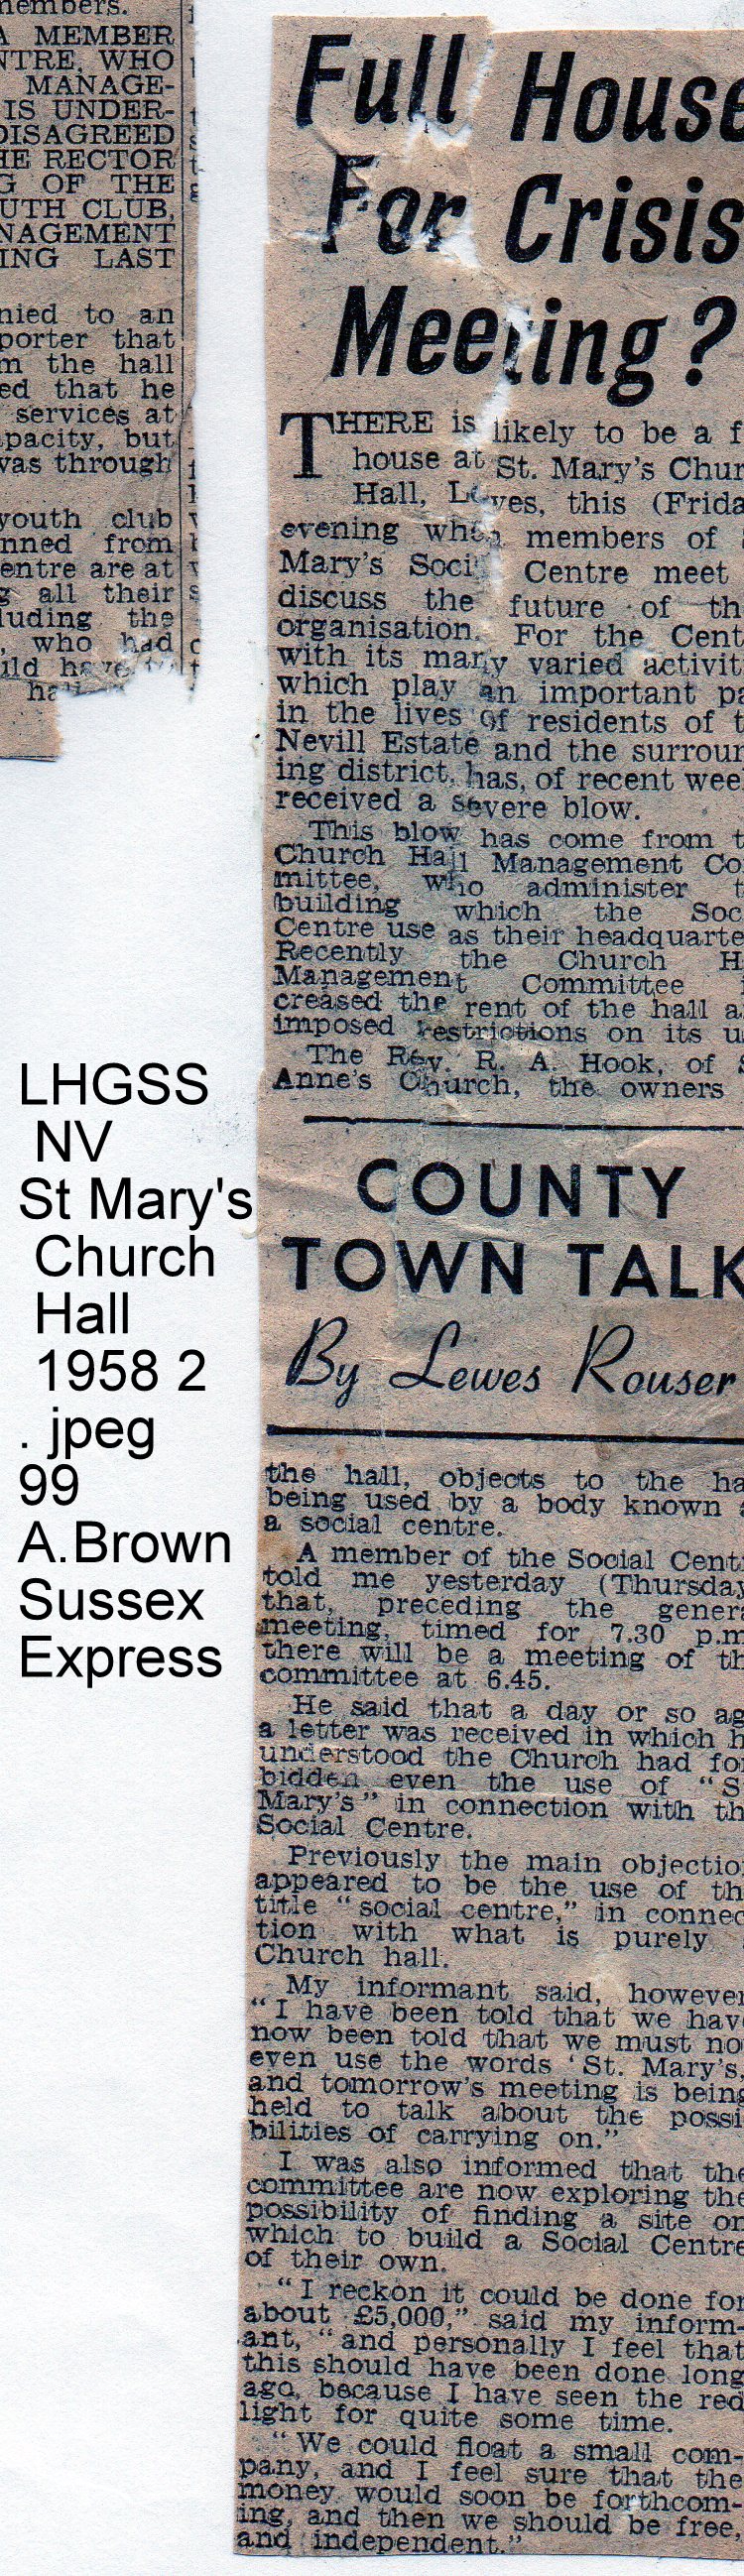 members.
A MEMBER
NTRE, WHO
MANAGE-
IS UNDER-
DISAGREED
HE RECTOR
G OF THE
UTH CLUB,
NAGEMENT
ING LAST
nied to an
porter that
m the hall
ed that he
services at
pacity, but
was through
youth club
nned from
entre are at
g all their
luding the
, who had
ild have
ha
Full House
For Crisis
Meeting?
THERE is likely to be a f
house at St. Mary's Chur
Hall, Lewes, this (Frida
evening when members of
Mary's Soci Centre meet
discuss the future of th
organisation. For the Cent
with its many varied activit
which play an important pa
in the lives of residents of t
Nevill Estate and the surroun
ing district, has, of recent wee
received a severe blow.
This blow has come from t
Church Hall Management Co
mittee, who administer t
building which the Soc
Centre use as their headquarte
Recently the Church H
Management Committee i
creased the rent of the hall a
imposed restrictions on its u
The Rev. R. A. Hook, of S
Anne's Church, the owners
COUNTY
TOWN TALK
By Lewes Rouser
the hall, objects to the ha
being used by a body known a
a social centre.
A member of the Social Cent
told me yesterday (Thursday
that, preceding the genera
meeting, timed for 7.30 p.m
there will be a meeting of th
committee at 6.45.
He said that a day or so ag
a letter was received in which h
understood the Church had for
bidden even the use of "S
Mary's" in connection with th
Social Centre.
Previously the main objectio
appeared to be the use of th
title "social centre," in connec
tion with what is purely
Church hall.
My informant said, however
"I have been told that we have
now been told that we must no
even use the words 'St. Mary's,
and tomorrow's meeting is being
held to talk about the possi
bilities of carrying on."
I was also informed that the
committee are now exploring the
possibility of finding a site on
which to build a Social Centre
of their own.
"I reckon it could be done for
about £5,000," said my inform-
ant, "and personally I feel that
this should have been done long
ago, because I have seen the red
light for quite some time.
"We could float a small com-
pany, and I feel sure that the
money would soon be forthcom-
ing, and then we should be free,
and independent."
LHGSS
NV
St Mary's
Church
Hall
1958 2
. jpeg
99
A.Brown
Sussex
Express